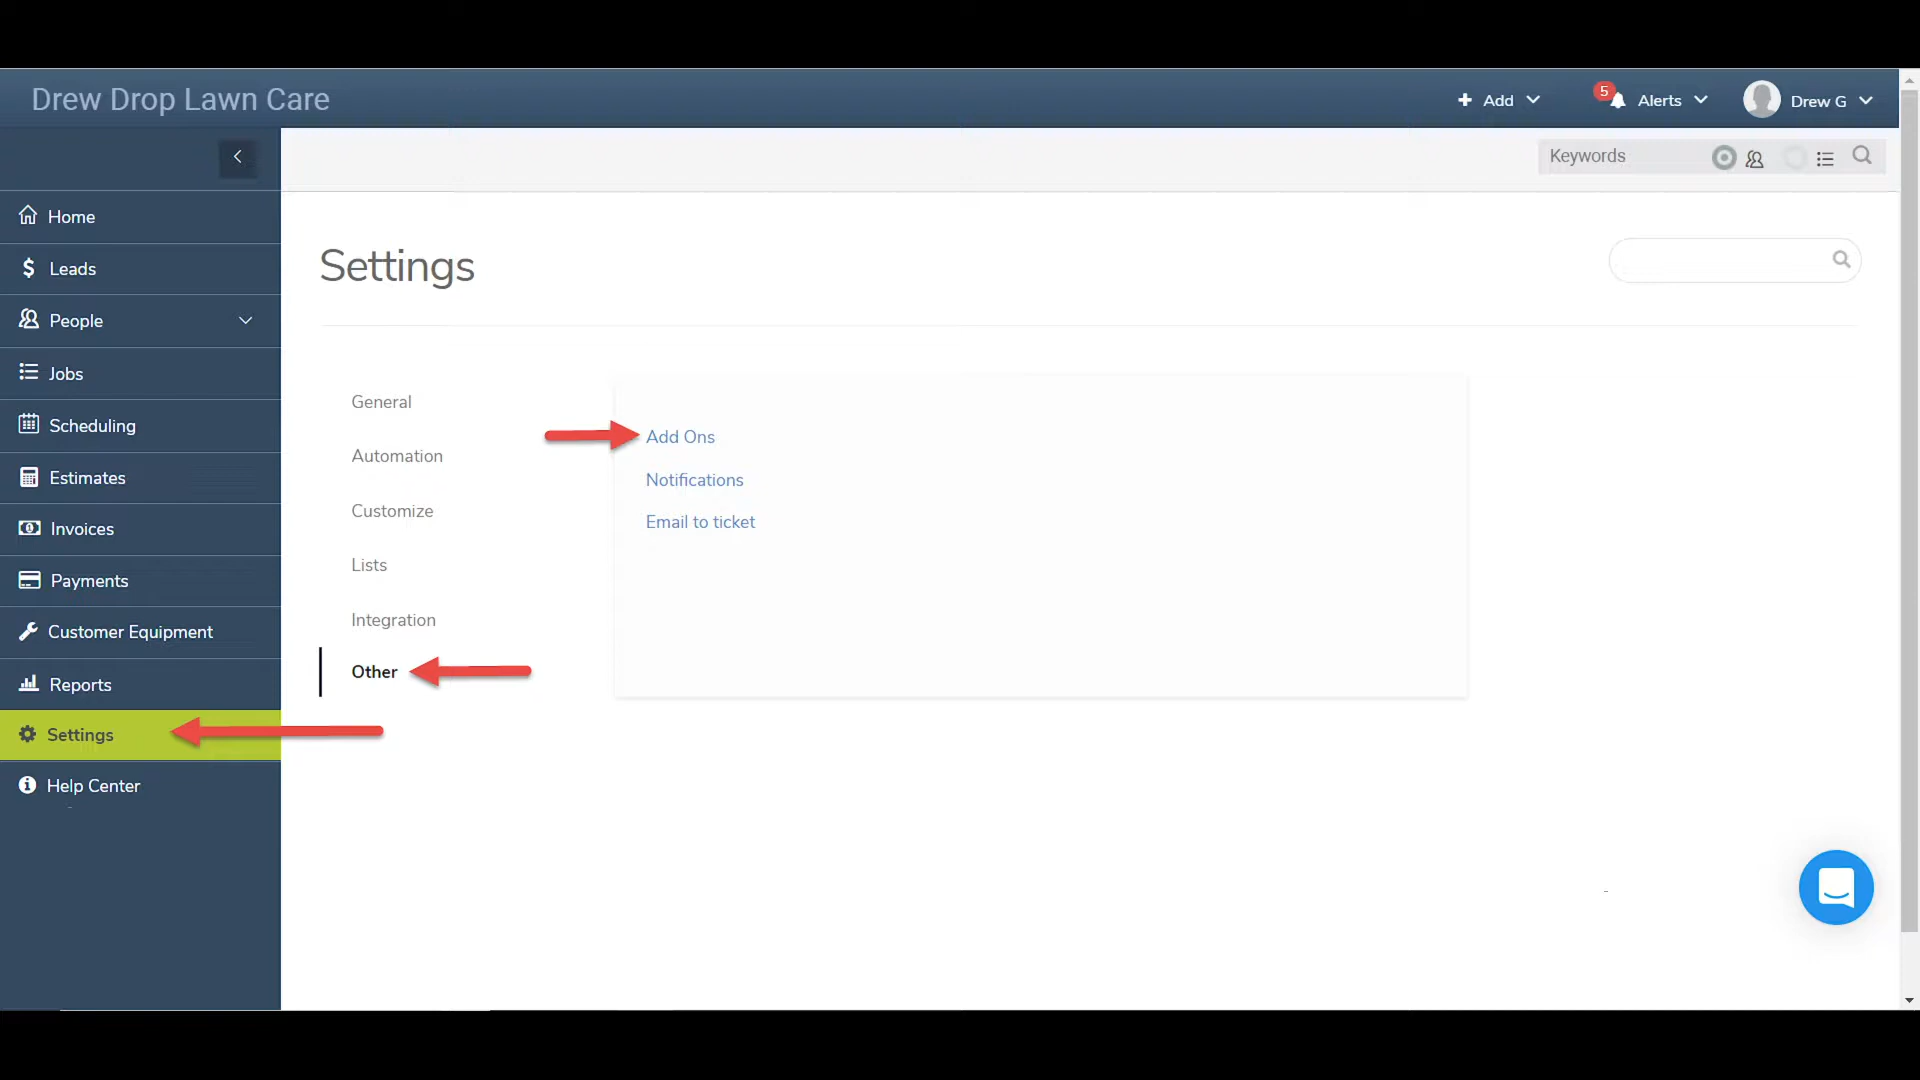 Drew Drop Lawn Care
Add
5
Alerts
Drew G
Keywords
Home
Leads
People
Jobs
Scheduling
Estimates
Invoices
Payments
Customer Equipment
Reports
Settings
Help Center
Settings
General
Automation
Customize
Lists
Integration
Other
Add Ons
Notifications
Email to ticket